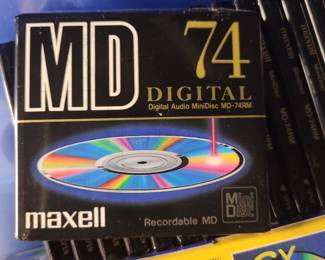 MD 74
DIGITAL
Digital Audio MiniDisc MD-74RM
Mini
Disc
maxell
Recordable MD